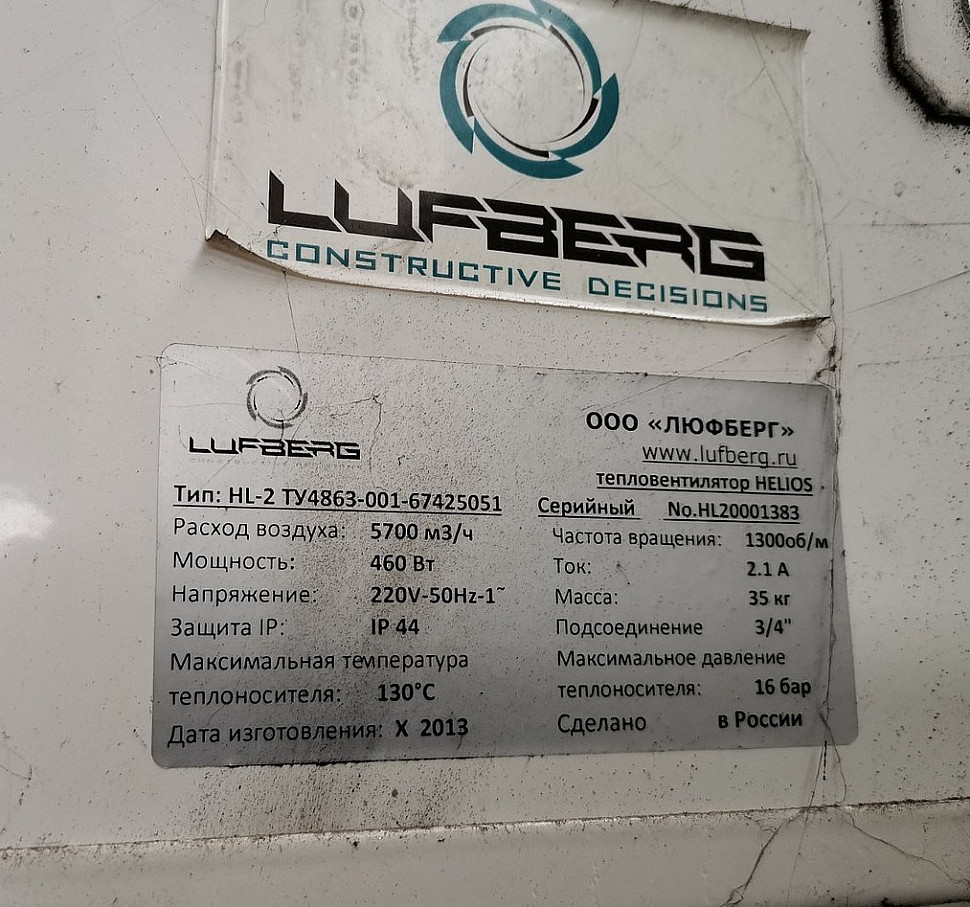 LUFBERG
CONSTRUCTIVE DECISIONS
LUFBERG
ООО «ЛЮФБЕРГ»
www.lufberg.ru
тепловентилятор HELIOS
Тип: HL-2 ТУ4863-001-67425051 Серийный No.HL20001383
Расход воздуха: 5700 м3/ч Частота вращения: 1300об/м
Мощность: 460 Вт Ток: 2.1 А
Напряжение: 220V-50Hz-1~ Масса: 35 кг
Защита IP: IP 44 Подсоединение 3/4"
Максимальная температура Максимальное давление
теплоносителя: 130°C теплоносителя: 16 бар
Дата изготовления: X 2013 Сделано в России